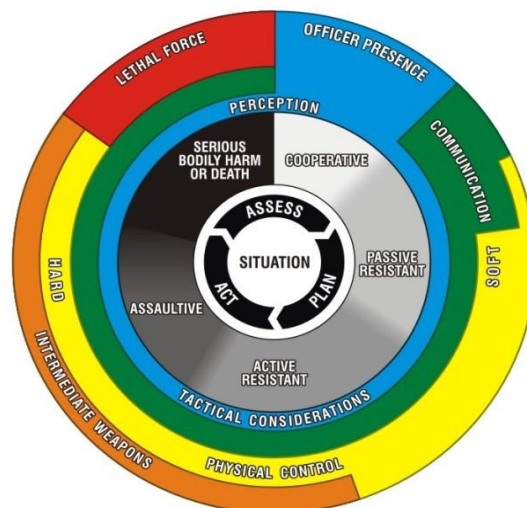 LETHAL FORCE
OFFICER PRESENCE
PERCEPTION
COMMUNICATION
SERIOUS
BODILY HARM
OR DEATH
COOPERATIVE
ASSESS
SITUATION
PLAN
ACT
PASSIVE
RESISTANT
SOFT
HARD
ASSAULTIVE
ACTIVE
RESISTANT
TACTICAL CONSIDERATIONS
INTERMEDIATE WEAPONS
PHYSICAL CONTROL